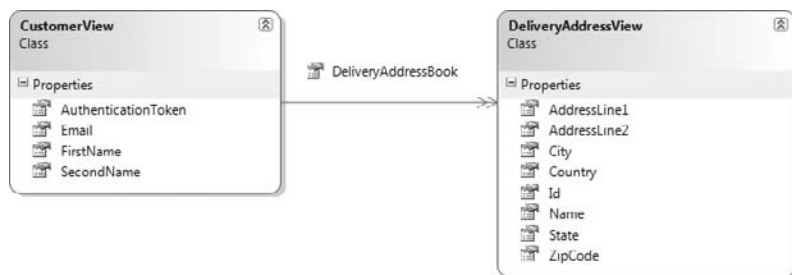 CustomerView
Class
Properties
AuthenticationToken
Email
FirstName
SecondName
DeliveryAddressBook
DeliveryAddressView
Class
Properties
AddressLine1
AddressLine2
City
Country
Id
Name
State
ZipCode